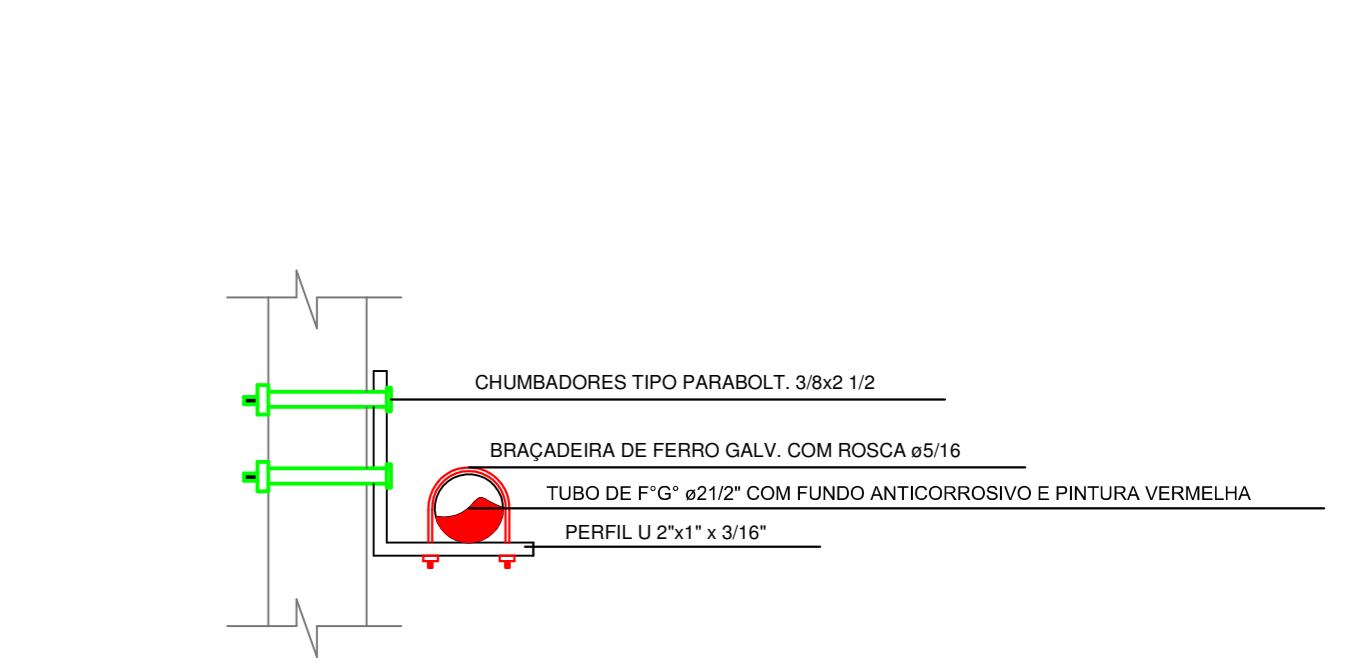 CHUMBADORES TIPO PARABOLT. 3/8x2 1/2
BRAÇADEIRA DE FERRO GALV. COM ROSCA ø5/16
TUBO DE F°G° ø21/2" COM FUNDO ANTICORROSIVO E PINTURA VERMELHA
PERFIL U 2"x1" x 3/16"